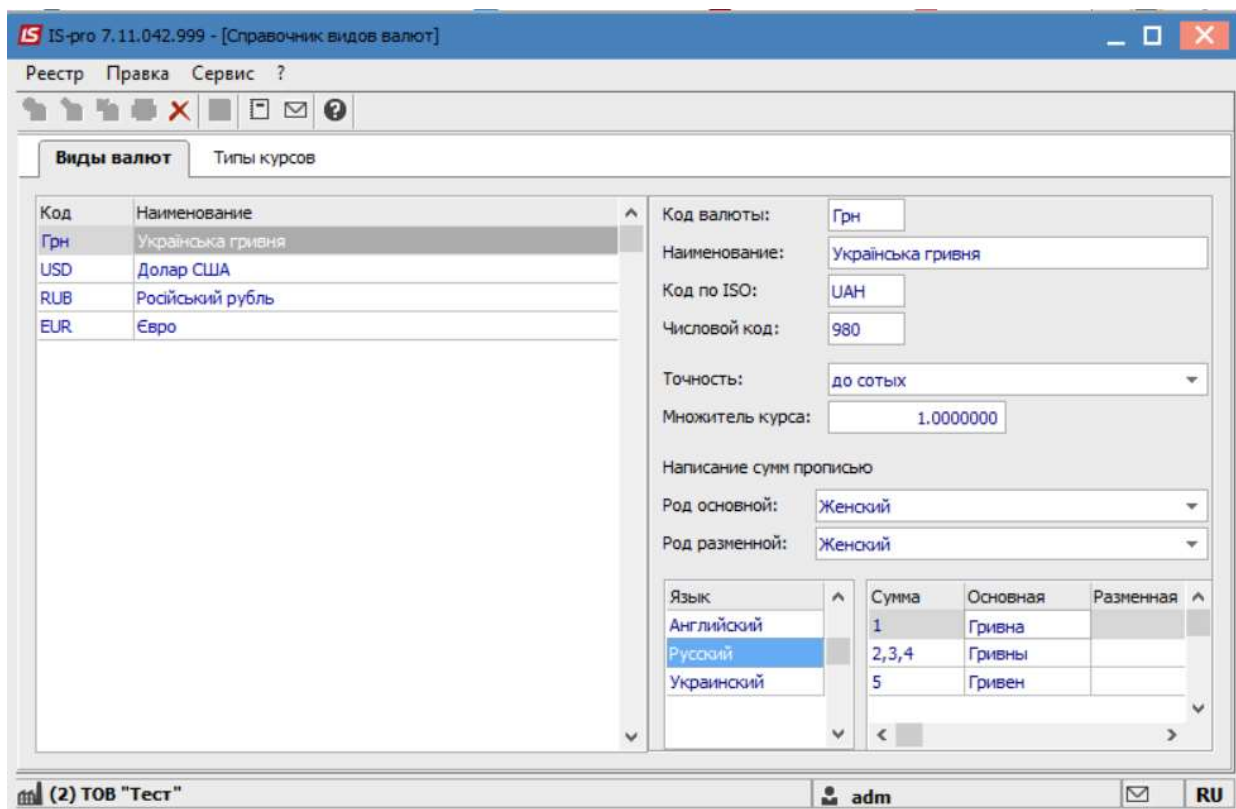 IS-pro 7.11.042.999 - [Справочник видов валют]
Реестр Правка Сервис ?
Виды валют Типы курсов
Код Наименование
Грн Українська гривня
USD Долар США
RUB Російський рубль
EUR Євро
Код валюты: Грн
Наименование: Українська гривня
Код по ISO: UAH
Числовой код: 980
Точность: до сотых
Множитель курса: 1.0000000
Написание сумм прописью
Род основной: Женский
Род разменной: Женский
Язык
Английский
Русский
Украинский
Сумма Основная Разменная
1 Гривна
2,3,4 Гривны
5 Гривен
(2) ТОВ "Тест" adm RU